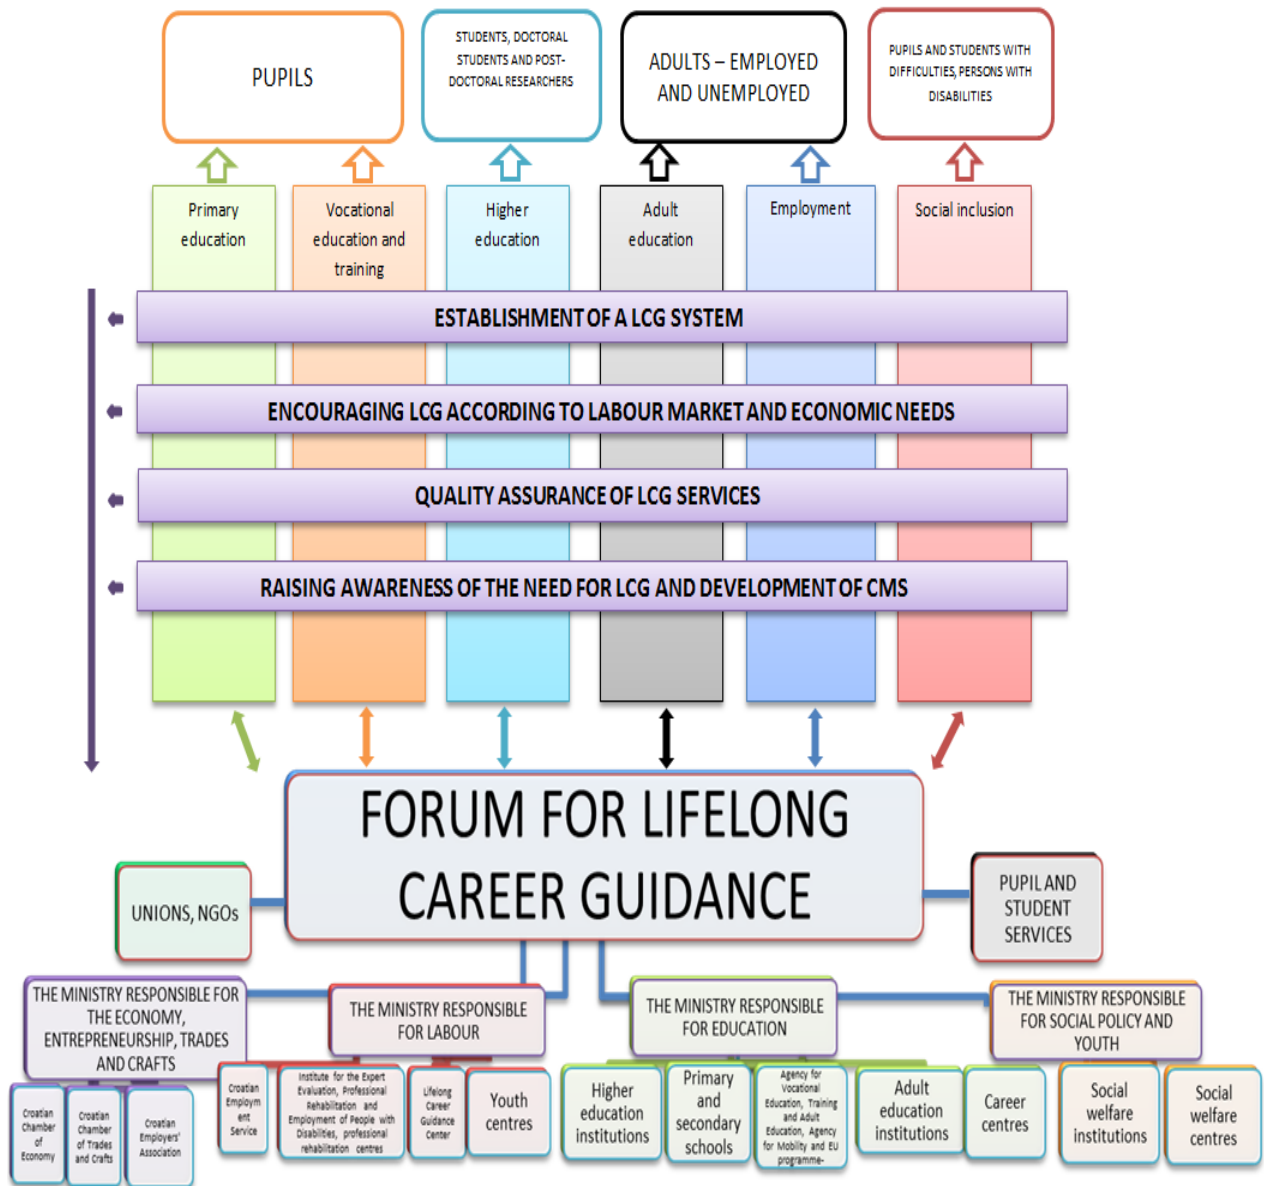 PUPILS
STUDENTS, DOCTORAL
STUDENTS AND POST-
DOCTORAL RESEARCHERS
ADULTS – EMPLOYED
AND UNEMPLOYED
PUPILS AND STUDENTS WITH
DIFFICULTIES, PERSONS WITH
DISABILITIES
Primary
education
Vocational
education and
training
Higher
education
Adult
education
Employment
Social inclusion
ESTABLISHMENT OF A LCG SYSTEM
ENCOURAGING LCG ACCORDING TO LABOUR MARKET AND ECONOMIC NEEDS
QUALITY ASSURANCE OF LCG SERVICES
RAISING AWARENESS OF THE NEED FOR LCG AND DEVELOPMENT OF CMS
FORUM FOR LIFELONG
CAREER GUIDANCE
UNIONS, NGOs
PUPIL AND
STUDENT
SERVICES
THE MINISTRY RESPONSIBLE FOR
THE ECONOMY,
ENTREPRENEURSHIP, TRADES
AND CRAFTS
THE MINISTRY RESPONSIBLE
FOR LABOUR
THE MINISTRY RESPONSIBLE
FOR EDUCATION
THE MINISTRY RESPONSIBLE
FOR SOCIAL POLICY AND
YOUTH
Croatian
Chamber
of
Economy
Croatian
Chamber
of Trades
and Crafts
Croatian
Employers'
Association
Croatian
Employm
ent
Service
Institute for the Expert
Evaluation, Professional
Rehabilitation and
Employment of People with
Disabilities, professional
rehabilitation centres
Lifelong
Career
Guidance
Center
Youth
centres
Higher
education
institutions
Primary
and
secondary
schools
Agency for
Vocational
Education, Training
and Adult
Education, Agency
for Mobility and EU
programme-
Adult
education
institutions
Career
centres
Social
welfare
institutions
Social
welfare
centres